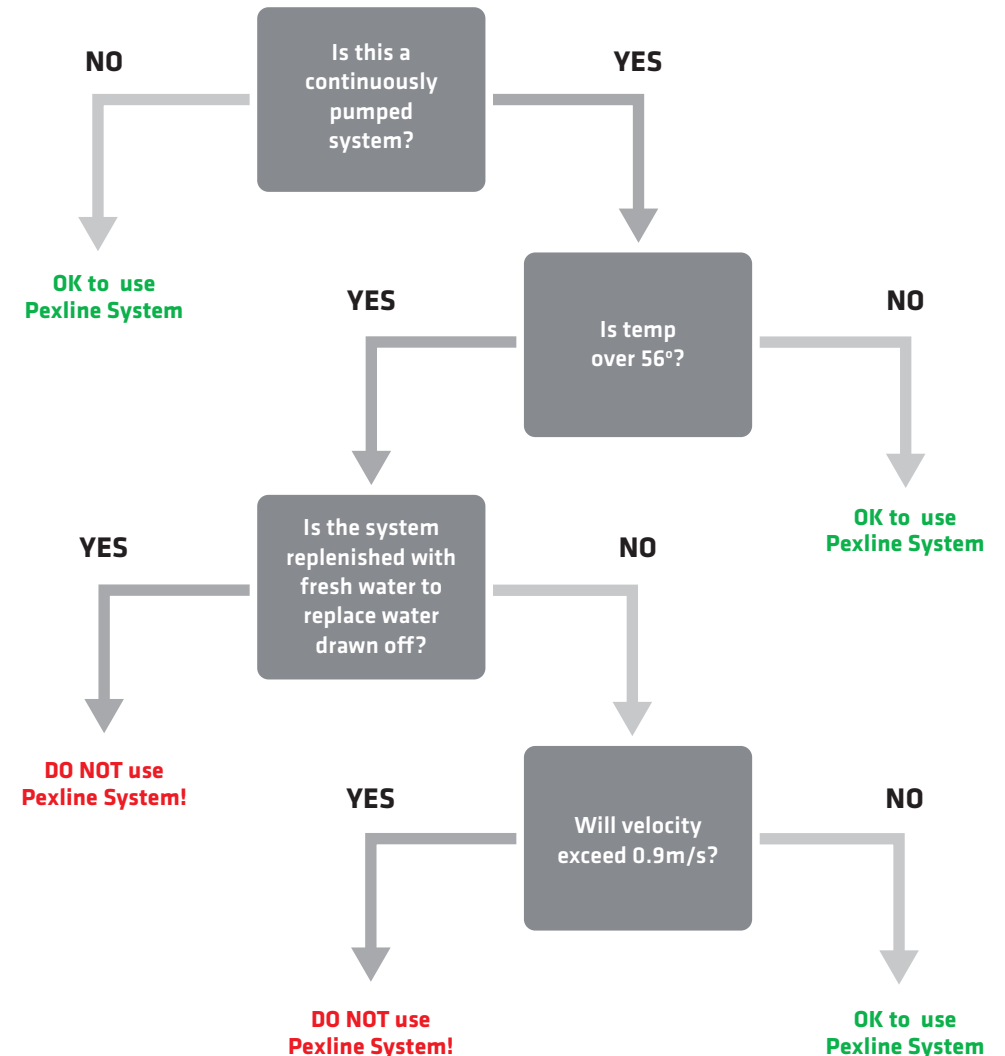 NO
Is this a
continuously
pumped
system?
YES
OK to use
Pexline System
YES
Is temp
over 56º?
NO
OK to use
Pexline System
YES
Is the system
replenished with
fresh water to
replace water
drawn off?
NO
DO NOT use
Pexline System!
YES
Will velocity
exceed 0.9m/s?
NO
DO NOT use
Pexline System!
OK to use
Pexline System